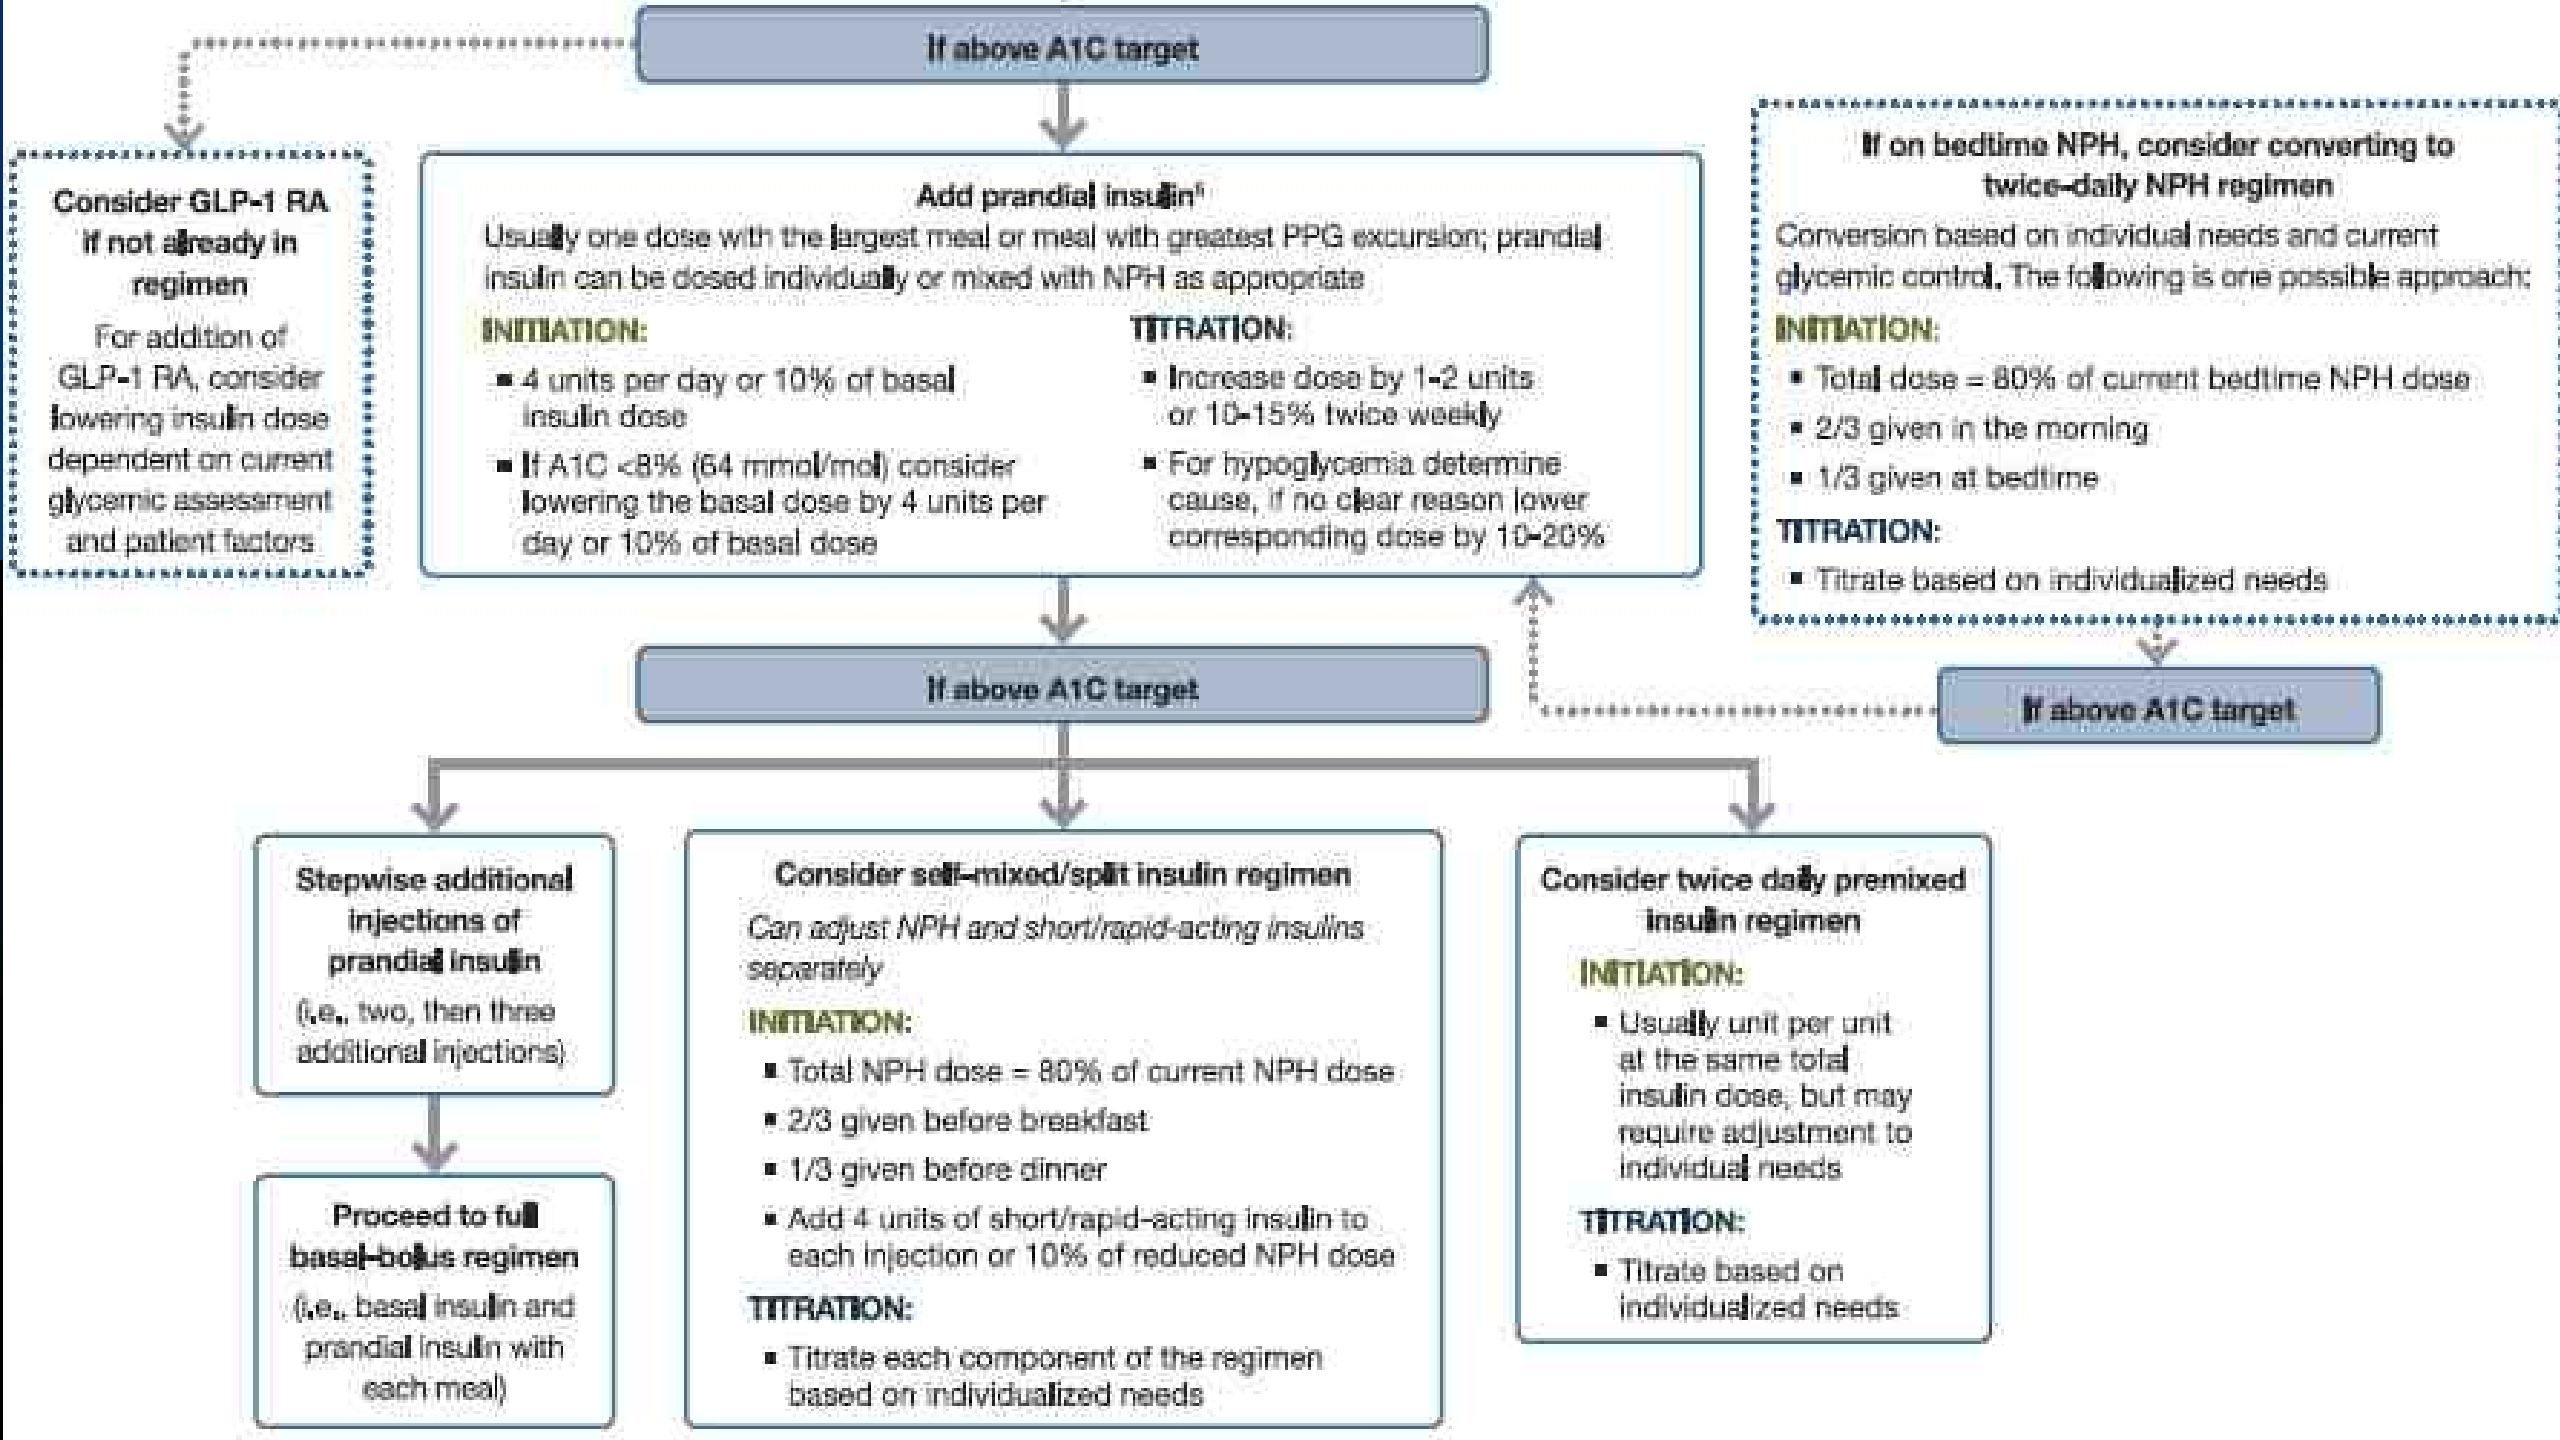 If above A1C target
Consider GLP-1 RA
if not already in
regimen
For addition of
GLP-1 RA, consider
lowering insulin dose
dependent on current
glycemic assessment
and patient factors
Add prandial insulin§
Usually one dose with the largest meal or meal with greatest PPG excursion; prandial
insulin can be dosed individually or mixed with NPH as appropriate
INITIATION:
▪ 4 units per day or 10% of basal
insulin dose
▪ If A1C <8% (64 mmol/mol) consider
lowering the basal dose by 4 units per
day or 10% of basal dose
TITRATION:
▪ Increase dose by 1-2 units
or 10-15% twice weekly
▪ For hypoglycemia determine
cause, if no clear reason lower
corresponding dose by 10-20%
If on bedtime NPH, consider converting to
twice-daily NPH regimen
Conversion based on individual needs and current
glycemic control. The following is one possible approach:
INITIATION:
▪ Total dose = 80% of current bedtime NPH dose
▪ 2/3 given in the morning
▪ 1/3 given at bedtime
TITRATION:
▪ Titrate based on individualized needs
If above A1C target
If above A1C target
Stepwise additional
injections of
prandial insulin
(i.e., two, then three
additional injections)
Proceed to full
basal-bolus regimen
(i.e., basal insulin and
prandial insulin with
each meal)
Consider self-mixed/split insulin regimen
Can adjust NPH and short/rapid-acting insulins
separately
INITIATION:
▪ Total NPH dose = 80% of current NPH dose
▪ 2/3 given before breakfast
▪ 1/3 given before dinner
▪ Add 4 units of short/rapid-acting insulin to
each injection or 10% of reduced NPH dose
TITRATION:
▪ Titrate each component of the regimen
based on individualized needs
Consider twice daily premixed
insulin regimen
INITIATION:
▪ Usually unit per unit
at the same total
insulin dose, but may
require adjustment to
individual needs
TITRATION:
▪ Titrate based on
individualized needs